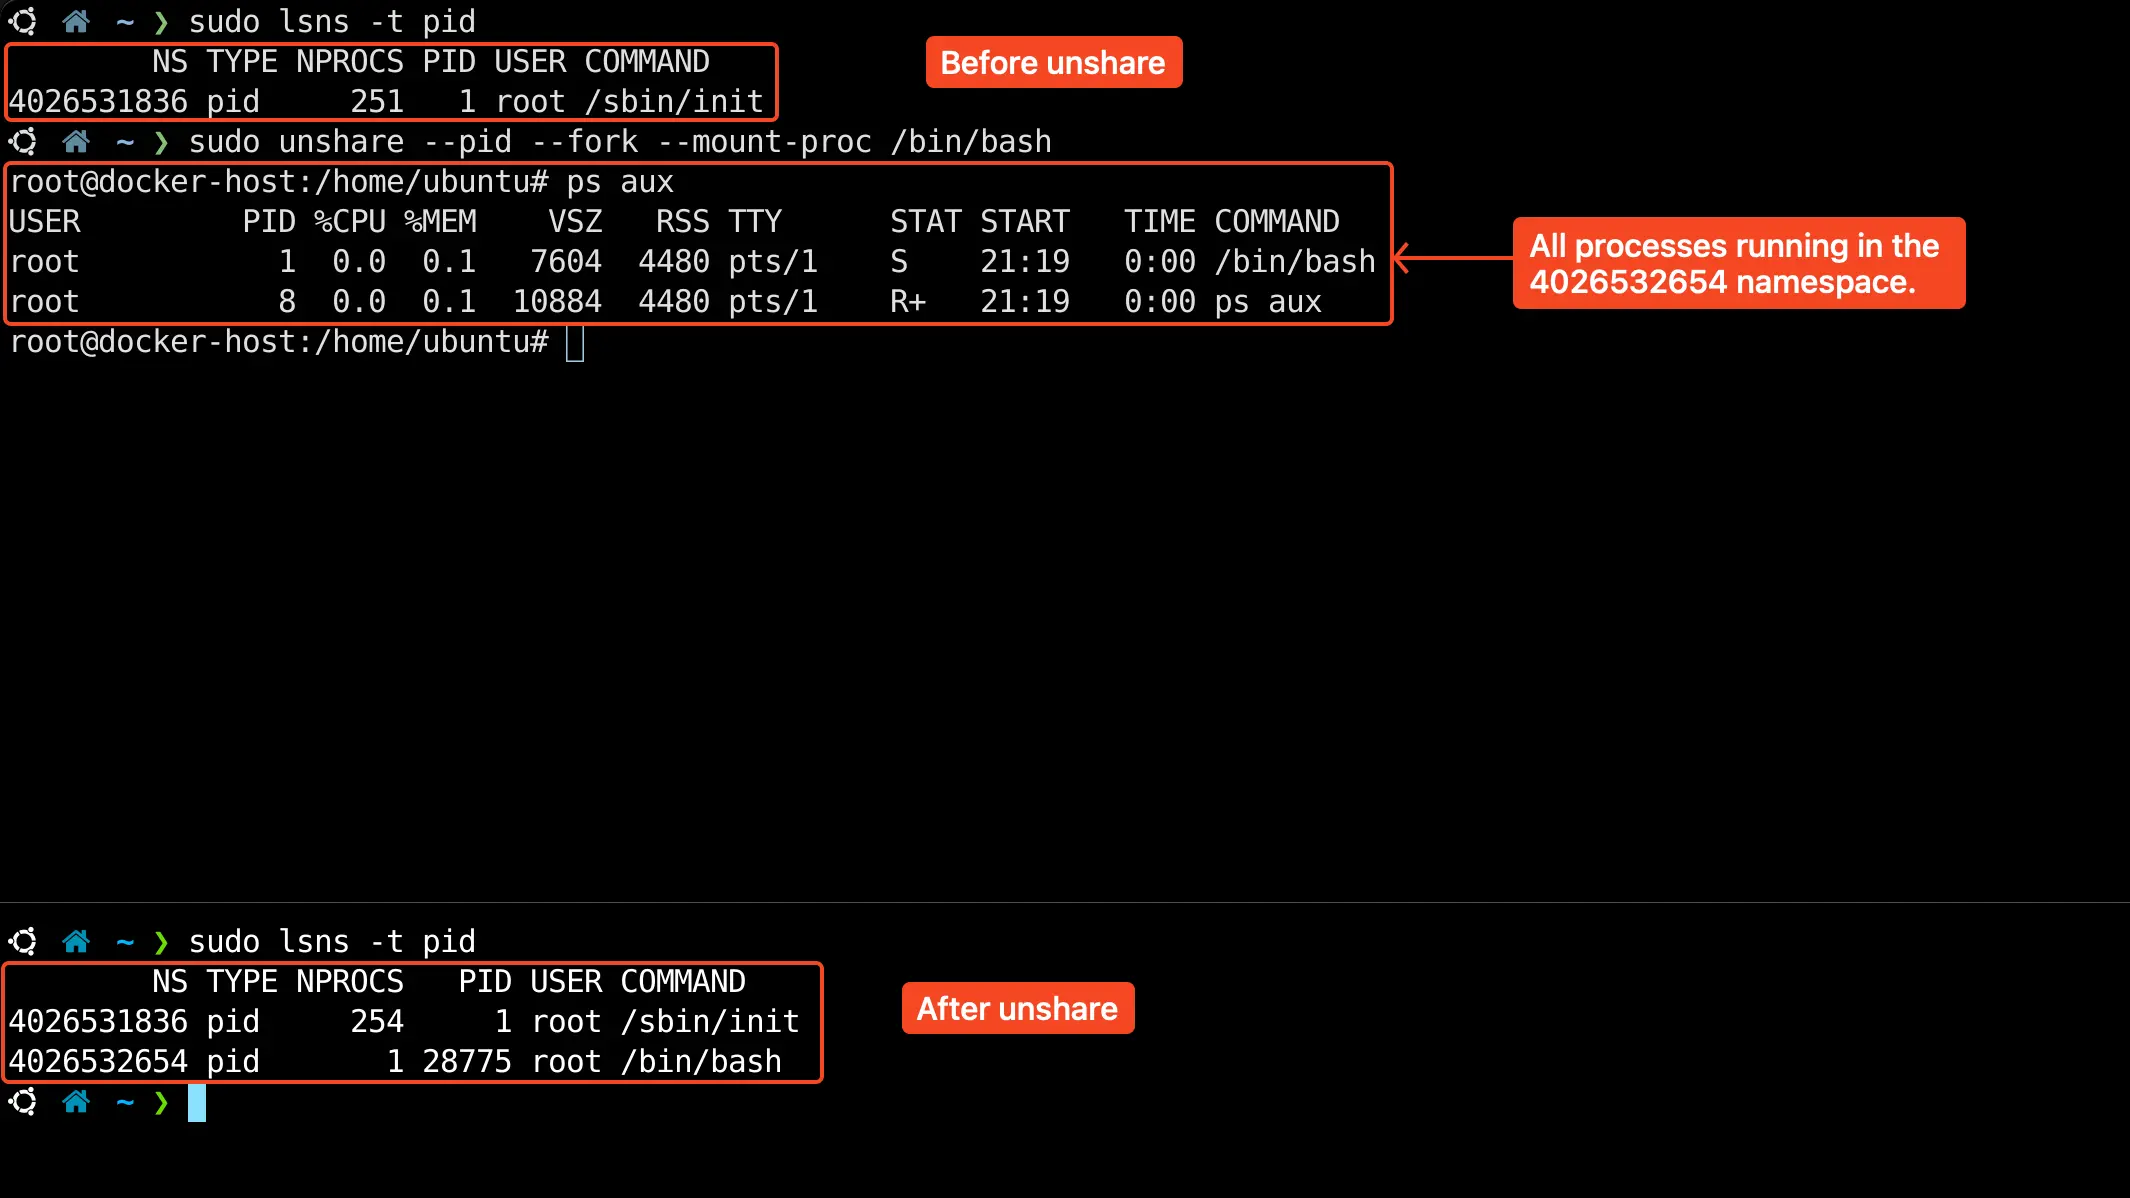 ~ ❯ sudo lsns -t pid
        NS TYPE NPROCS PID USER COMMAND
4026531836 pid     251   1 root /sbin/init
Before unshare
~ ❯ sudo unshare --pid --fork --mount-proc /bin/bash
root@docker-host:/home/ubuntu# ps aux
USER         PID %CPU %MEM    VSZ   RSS TTY      STAT START   TIME COMMAND
root           1  0.0  0.1   7604  4480 pts/1    S    21:19   0:00 /bin/bash
root           8  0.0  0.1  10884  4480 pts/1    R+   21:19   0:00 ps aux
All processes running in the
4026532654 namespace.
root@docker-host:/home/ubuntu#
~ ❯ sudo lsns -t pid
        NS TYPE NPROCS   PID USER COMMAND
4026531836 pid     254     1 root /sbin/init
4026532654 pid       1 28775 root /bin/bash
After unshare
~ ❯